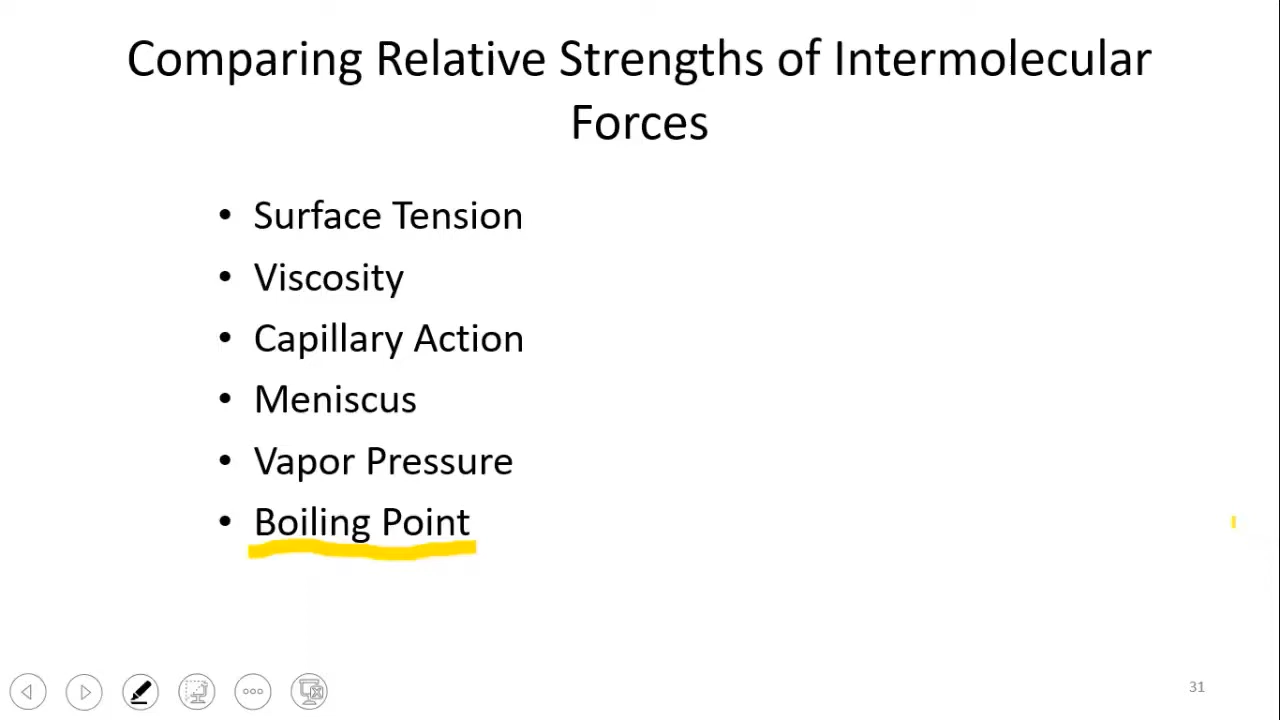 Comparing Relative Strengths of Intermolecular
Forces
• Surface Tension
• Viscosity
• Capillary Action
• Meniscus
• Vapor Pressure
• Boiling Point
31